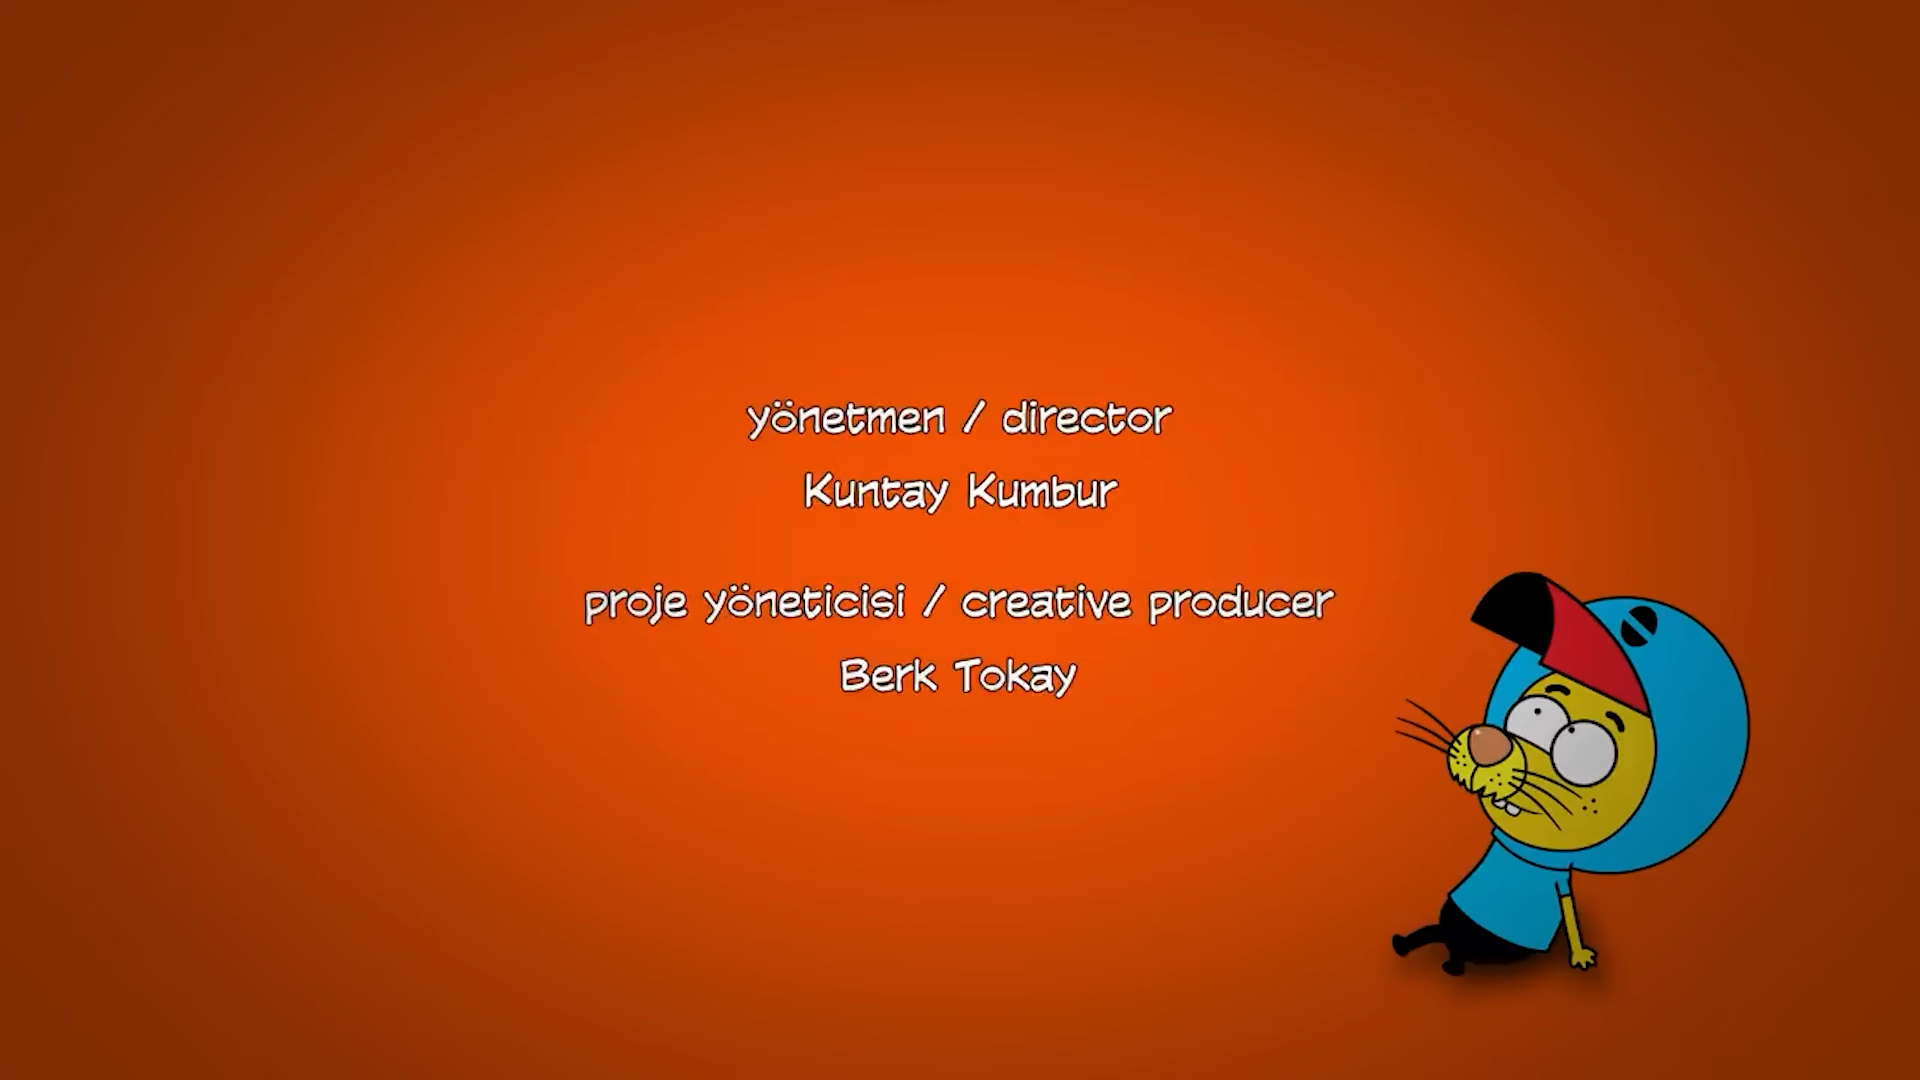 yönetmen / director
Kuntay Kumbur
proje yöneticisi / creative producer
Berk Tokay